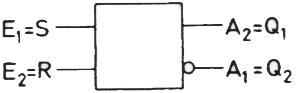 E₁=S A₂=Q₁
E₂=R A₁=Q₂